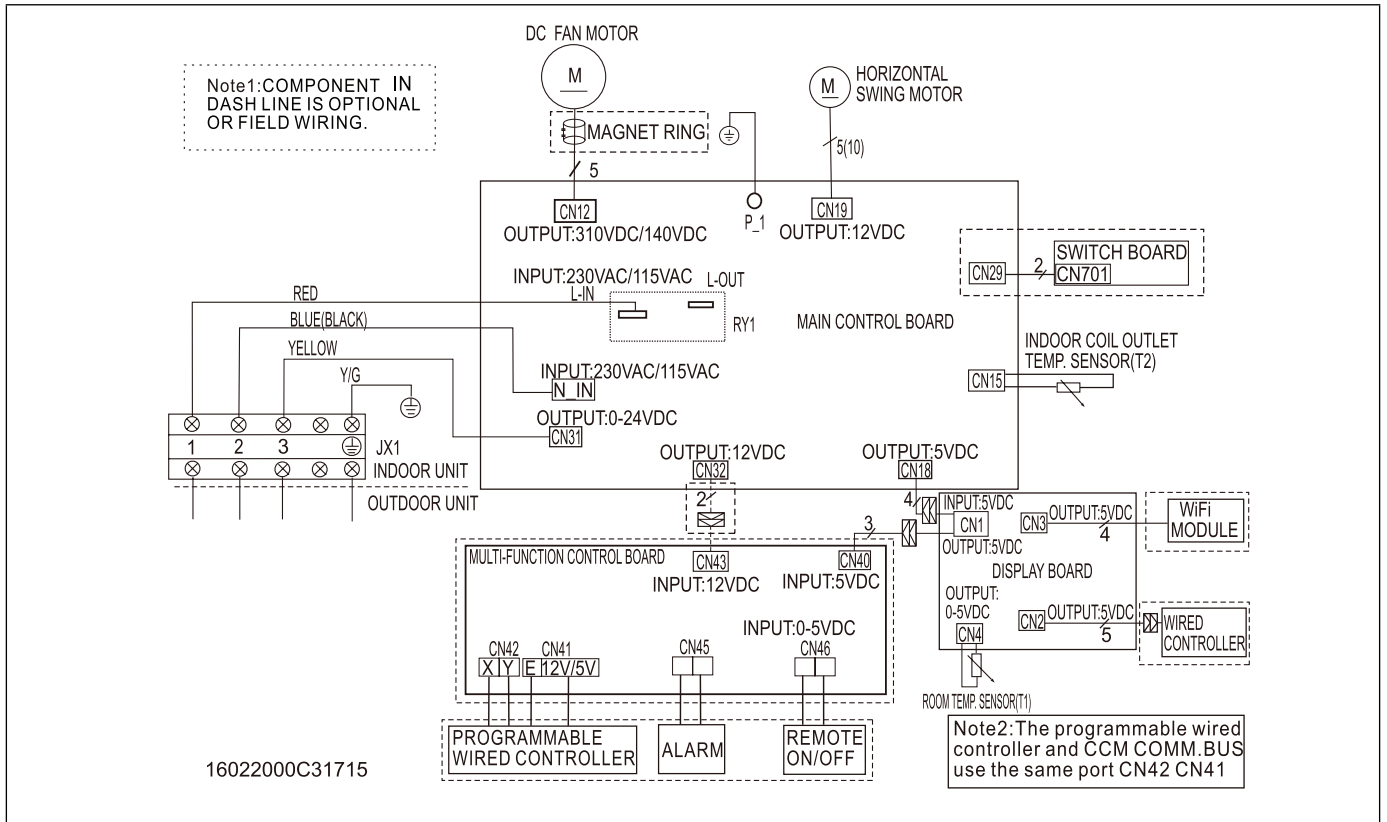 DC FAN MOTOR
M
Note1:COMPONENT IN
DASH LINE IS OPTIONAL
OR FIELD WIRING.
MAGNET RING
5
HORIZONTAL
SWING MOTOR
M
5(10)
CN12
OUTPUT:310VDC/140VDC
P_1
CN19
OUTPUT:12VDC
INPUT:230VAC/115VAC
L-IN
L-OUT
RY1
MAIN CONTROL BOARD
CN29
2
SWITCH BOARD
CN701
INDOOR COIL OUTLET
TEMP. SENSOR(T2)
CN15
RED
BLUE(BLACK)
YELLOW
Y/G
INPUT:230VAC/115VAC
N_IN
OUTPUT:0-24VDC
CN31
1 2 3
JX1
INDOOR UNIT
OUTDOOR UNIT
OUTPUT:12VDC
CN32
2
OUTPUT:5VDC
CN18
4
3
INPUT:5VDC
CN1
OUTPUT:5VDC
CN3
OUTPUT:5VDC
4
WiFi
MODULE
DISPLAY BOARD
OUTPUT:
0-5VDC
CN4
CN2
OUTPUT:5VDC
5
WIRED
CONTROLLER
ROOM TEMP. SENSOR(T1)
MULTI-FUNCTION CONTROL BOARD
CN43
INPUT:12VDC
CN40
INPUT:5VDC
INPUT:0-5VDC
CN42
X Y
CN41
E 12V/5V
CN45
CN46
PROGRAMMABLE
WIRED CONTROLLER
ALARM
REMOTE
ON/OFF
Note2:The programmable wired
controller and CCM COMM.BUS
use the same port CN42 CN41
16022000C31715